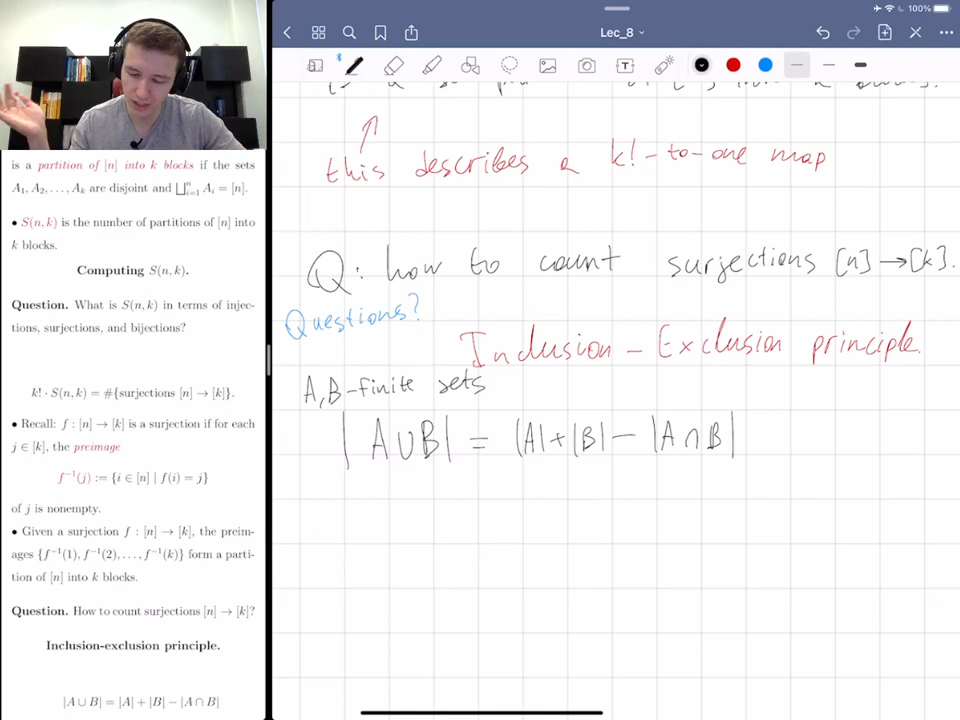 is a partition of [n] into k blocks if the sets
A₁, A₂, . . . , Aₖ are disjoint and ⨆ⁿᵢ₌₁ Aᵢ = [n].
• S(n, k) is the number of partitions of [n] into
k blocks.
Computing S(n, k).
Question. What is S(n, k) in terms of injec-
tions, surjections, and bijections?
k! · S(n, k) = #{surjections [n] → [k]}.
• Recall: f : [n] → [k] is a surjection if for each
j ∈ [k], the preimage
f⁻¹(j) := {i ∈ [n] | f(i) = j}
of j is nonempty.
• Given a surjection f : [n] → [k], the preim-
ages {f⁻¹(1), f⁻¹(2), . . . , f⁻¹(k)} form a parti-
tion of [n] into k blocks.
Question. How to count surjections [n] → [k]?
Inclusion-exclusion principle.
|A ∪ B| = |A| + |B| − |A ∩ B|
100%
Lec_8
this describes a k!-to-one map
Q: how to count surjections [n] → [k].
Questions?
Inclusion – Exclusion principle.
A, B – finite sets
|A ∪ B| = |A| + |B| − |A ∩ B|